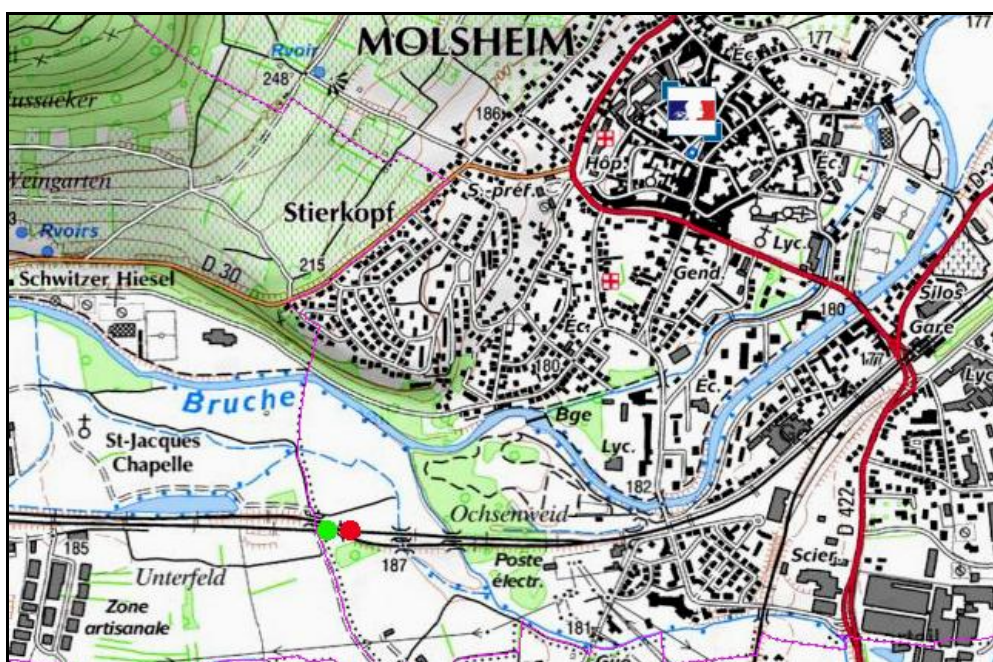 177
177
MOLSHEIM
Rvoir
248
Ec.
200
ussaeker
186
Hôp.
Ec.
Weingarten
S.-préf.
Stierkopf
Rvoirs
Lyc.
D 30
215
Gend.
Schwitzer Hiesel
Silos
180
Gare
Ec.
177
180
Lyc
Ec.
Bruche
Bge
St-Jacques
Chapelle
Lyc.
182
Ochsenweid
D 422
185
187
Poste
électr.
Scier.
Unterfeld
Zone
artisanale
181